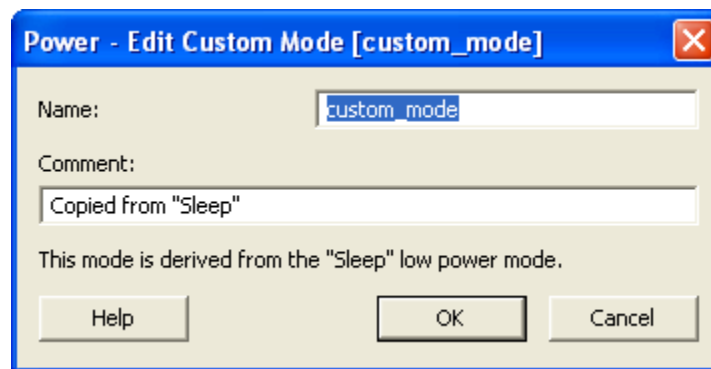 Power - Edit Custom Mode [custom_mode]
Name: custom_mode
Comment:
Copied from "Sleep"
This mode is derived from the "Sleep" low power mode.
Help OK Cancel